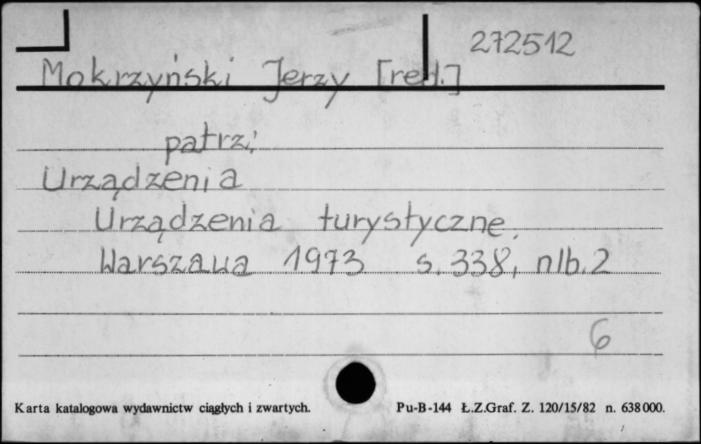 272512
Mokrzyński Jerzy [red.]
patrz:
Urządzenia
Urządzenia turystyczne.
Warszawa 1973 s. 338, nlb. 2
6
Karta katalogowa wydawnictw ciągłych i zwartych. Pu-B-144 Ł.Z.Graf. Z. 120/15/82 n. 638000.